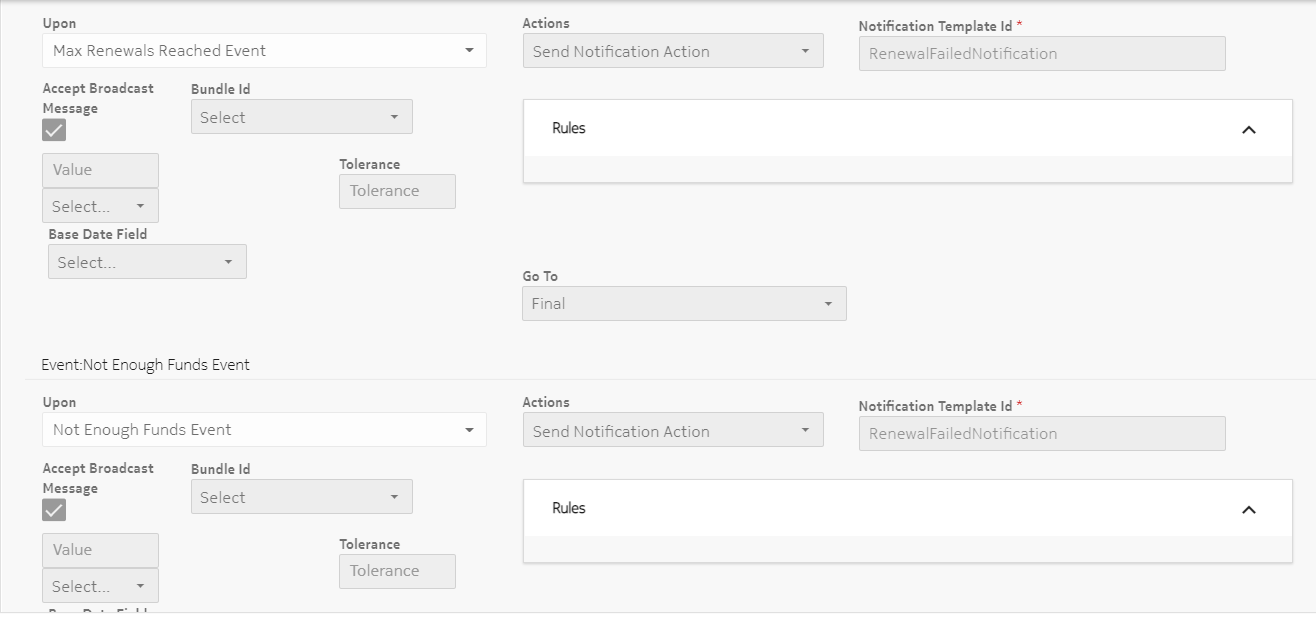 Upon
Max Renewals Reached Event
Actions
Send Notification Action
Notification Template Id *
RenewalFailedNotification
Accept Broadcast
Message
Bundle Id
Select
Rules
Value
Select...
Tolerance
Tolerance
Base Date Field
Select...
Go To
Final
Event:Not Enough Funds Event
Upon
Not Enough Funds Event
Actions
Send Notification Action
Notification Template Id *
RenewalFailedNotification
Accept Broadcast
Message
Bundle Id
Select
Rules
Value
Select...
Tolerance
Tolerance
Base Date Field